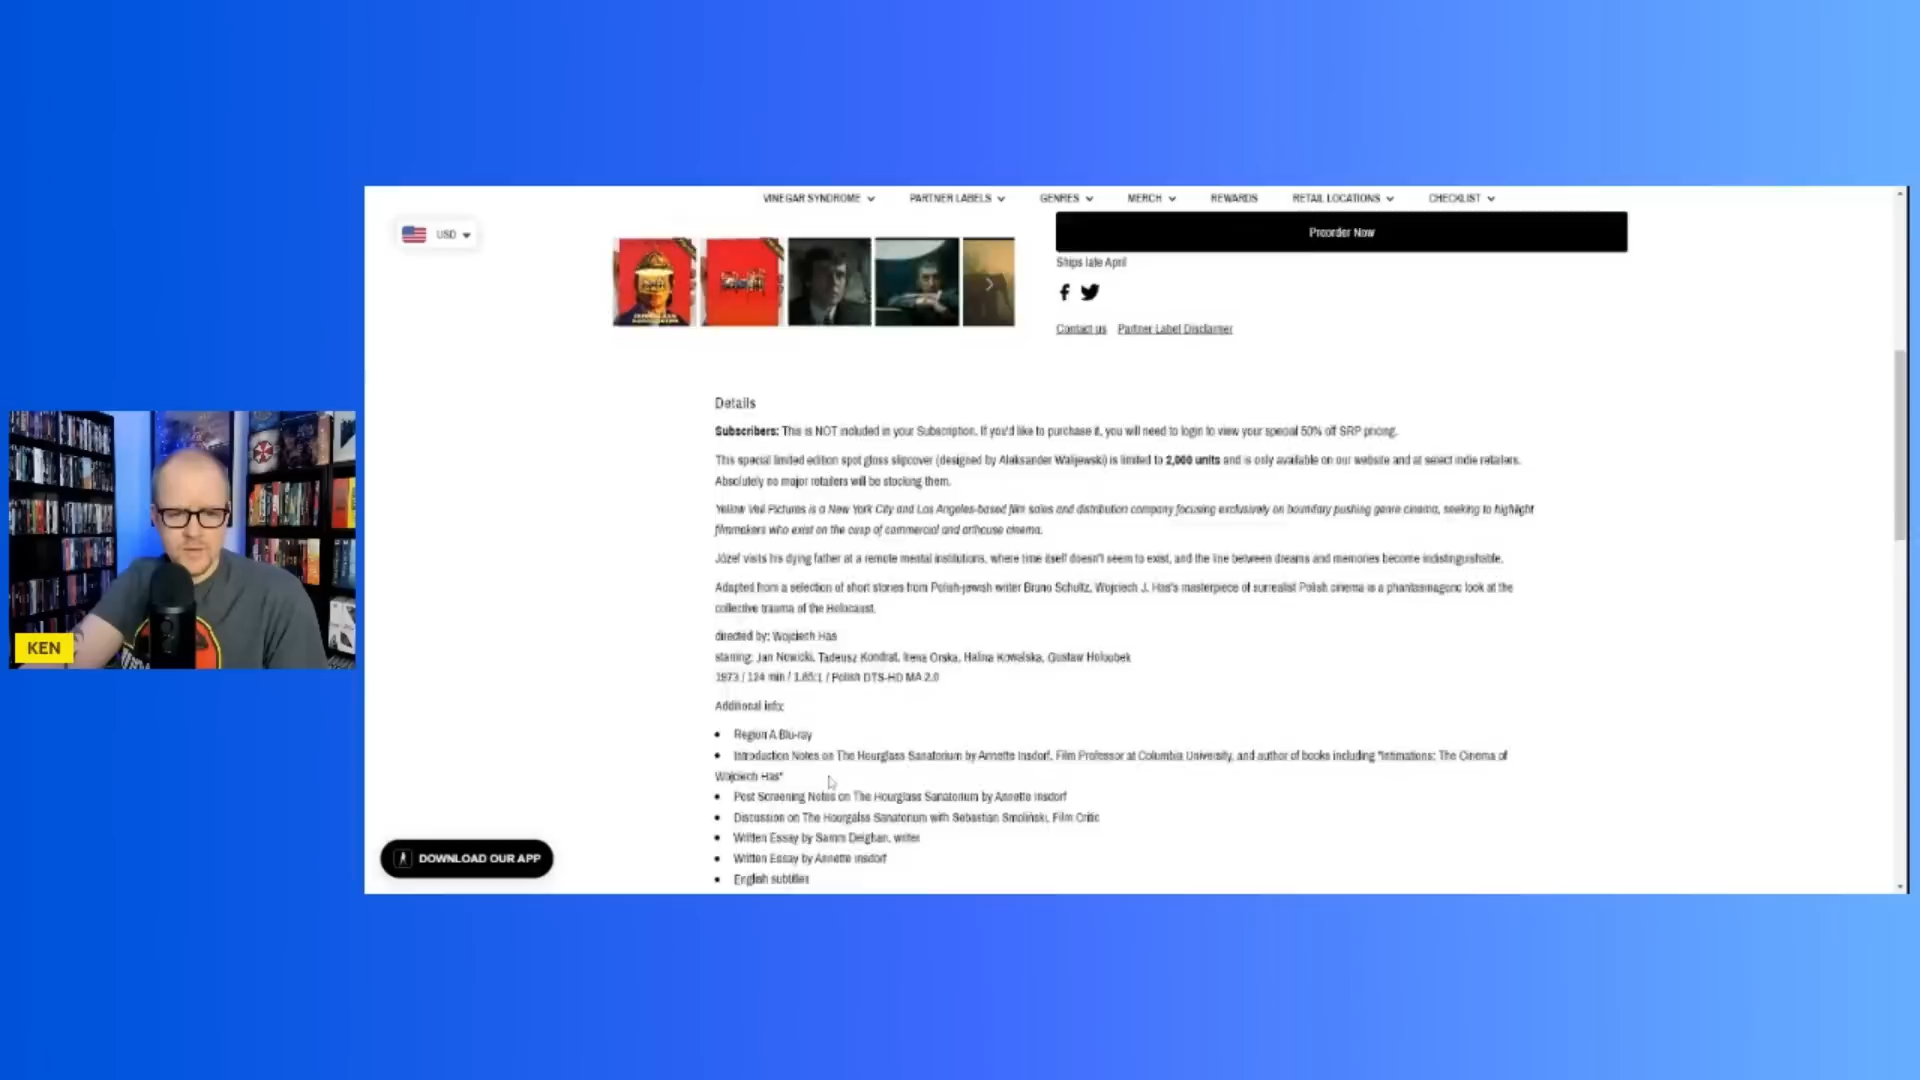 VINEGAR SYNDROME PARTNER LABELS GENRES MERCH REWARDS RETAIL LOCATIONS CHECKLIST
USD
Preorder Now
Ships late April
Contact us Partner Label Disclaimer
Details
Subscribers: This is NOT included in your Subscription. If you'd like to purchase it, you will need to login to view your special 50% off SRP pricing.
This special limited edition spot gloss slipcover (designed by Aleksander Walijewski) is limited to 2,000 units and is only available on our website and at select indie retailers.
Absolutely no major retailers will be stocking them.
Yellow Veil Pictures is a New York City and Los Angeles-based film sales and distribution company focusing exclusively on boundary pushing genre cinema, seeking to highlight
filmmakers who exist on the cusp of commercial and arthouse cinema.
Józef visits his dying father at a remote mental institutions, where time itself doesn't seem to exist, and the line between dreams and memories become indistinguishable.
Adapted from a selection of short stories from Polish-jewish writer Bruno Schultz, Wojciech J. Has's masterpiece of surrealist Polish cinema is a phantasmagoric look at the
collective trauma of the Holocaust.
directed by: Wojciech Has
starring: Jan Nowicki, Tadeusz Kondrat, Irena Orska, Halina Kowalska, Gustaw Holoubek
1973 / 124 min / 1.85:1 / Polish DTS-HD MA 2.0
Additional info:
• Region A Blu-ray
• Introduction Notes on The Hourglass Sanatorium by Annette Insdorf, Film Professor at Columbia University, and author of books including "Intimations: The Cinema of
Wojciech Has"
• Post Screening Notes on The Hourglass Sanatorium by Annette Insdorf
• Discussion on The Hourgalss Sanatorium with Sebastian Smoliński, Film Critic
• Written Essay by Samm Deighan, writer
• Written Essay by Annette Insdorf
• English subtitles
DOWNLOAD OUR APP
KEN